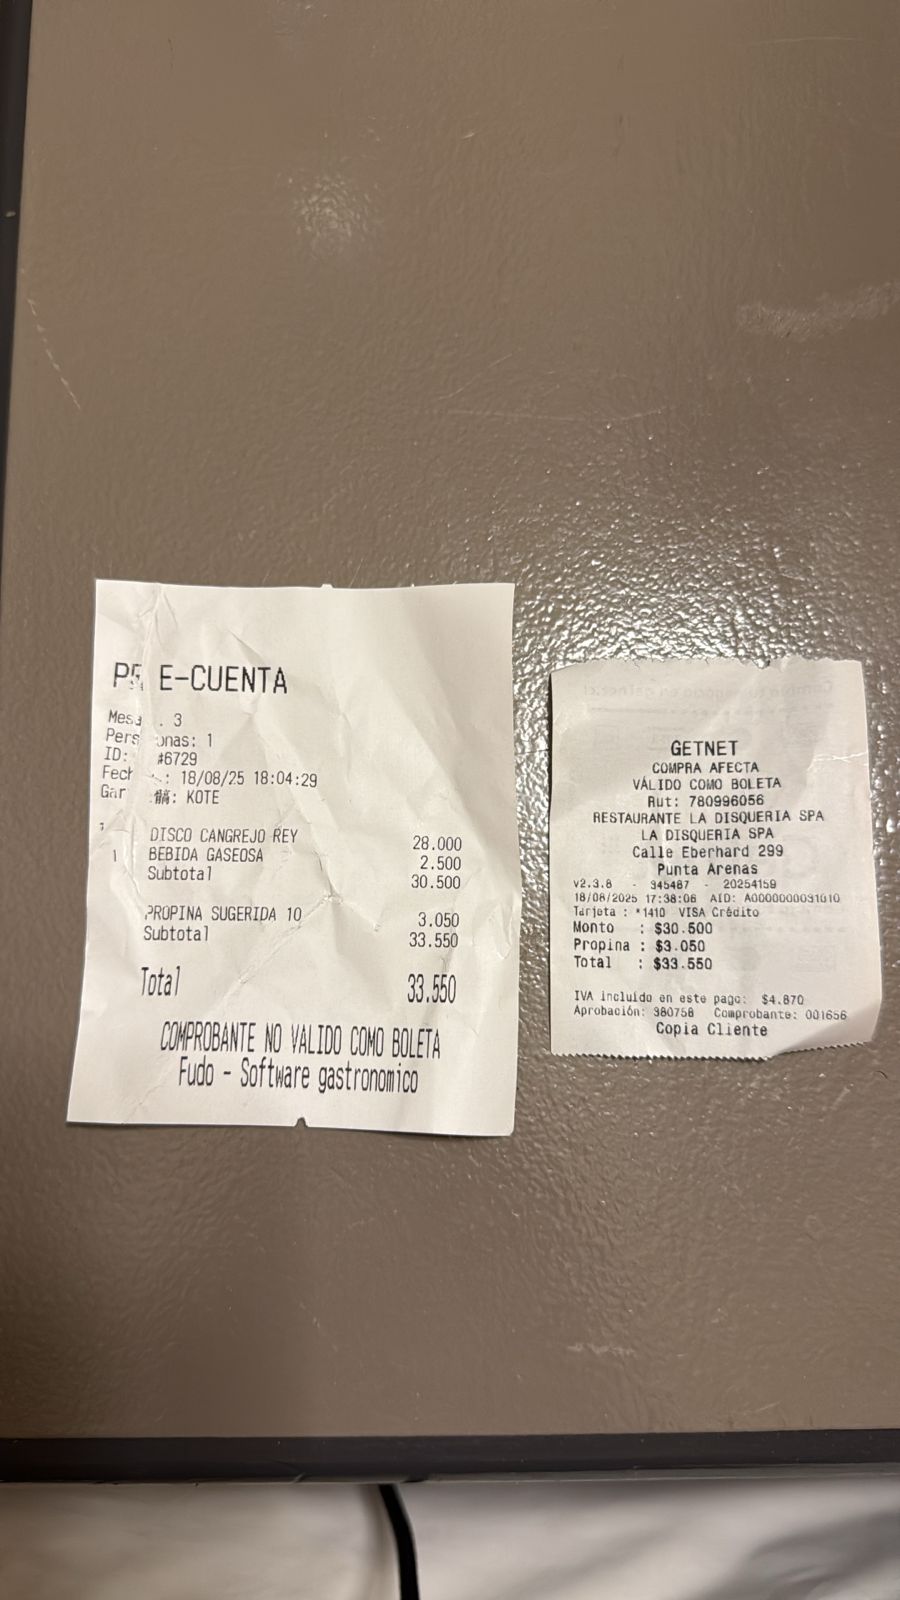 PRE-CUENTA
Mesa: 3
Personas: 1
ID: #6729
Fecha: 18/08/25 18:04:29
KOTE
1 DISCO CANGREJO REY 28.000
1 BEBIDA GASEOSA 2.500
Subtotal 30.500
PROPINA SUGERIDA 10 3.050
Subtotal 33.550
Total 33.550
COMPROBANTE NO VALIDO COMO BOLETA
Fudo - Software gastronomico
GETNET
COMPRA AFECTA
VÁLIDO COMO BOLETA
Rut: 780996056
RESTAURANTE LA DISQUERIA SPA
LA DISQUERIA SPA
Calle Eberhard 299
Punta Arenas
v2.3.8 - 345487 - 20254159
18/08/2025 17:38:06 AID: A0000000031010
Tarjeta : *1410 VISA Crédito
Monto : $30.500
Propina : $3.050
Total : $33.550
IVA incluido en este pago: $4.870
Aprobación: 380758 Comprobante: 001656
Copia Cliente